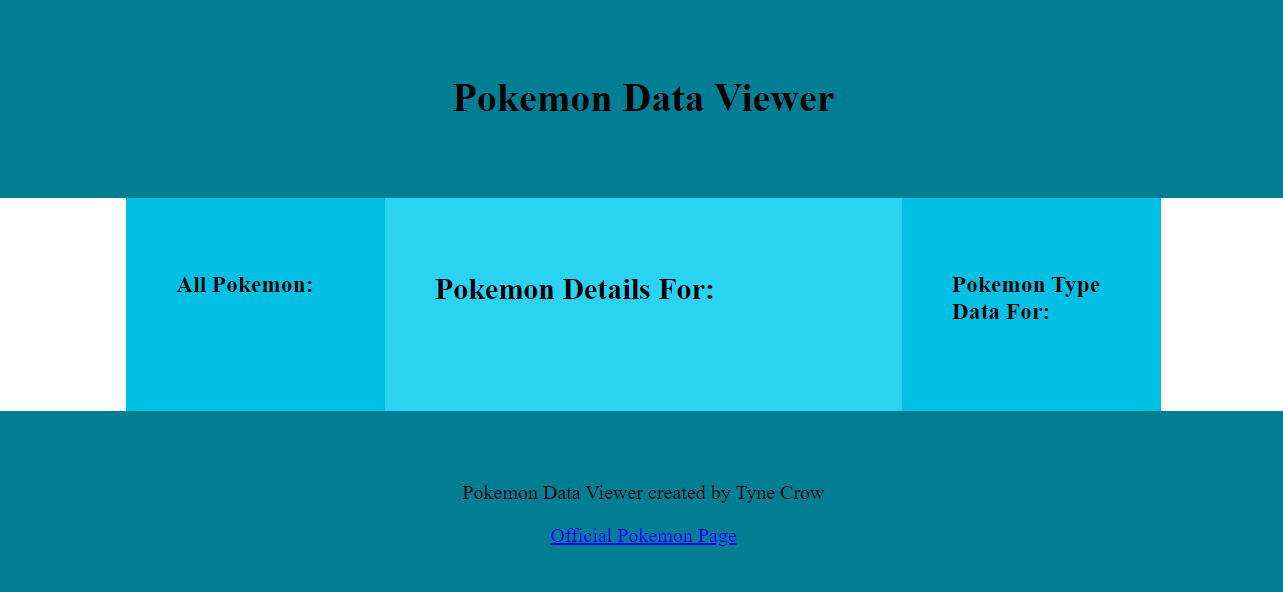 Pokemon Data Viewer
All Pokemon:
Pokemon Details For:
Pokemon Type
Data For:
Pokemon Data Viewer created by Tyne Crow
Official Pokemon Page